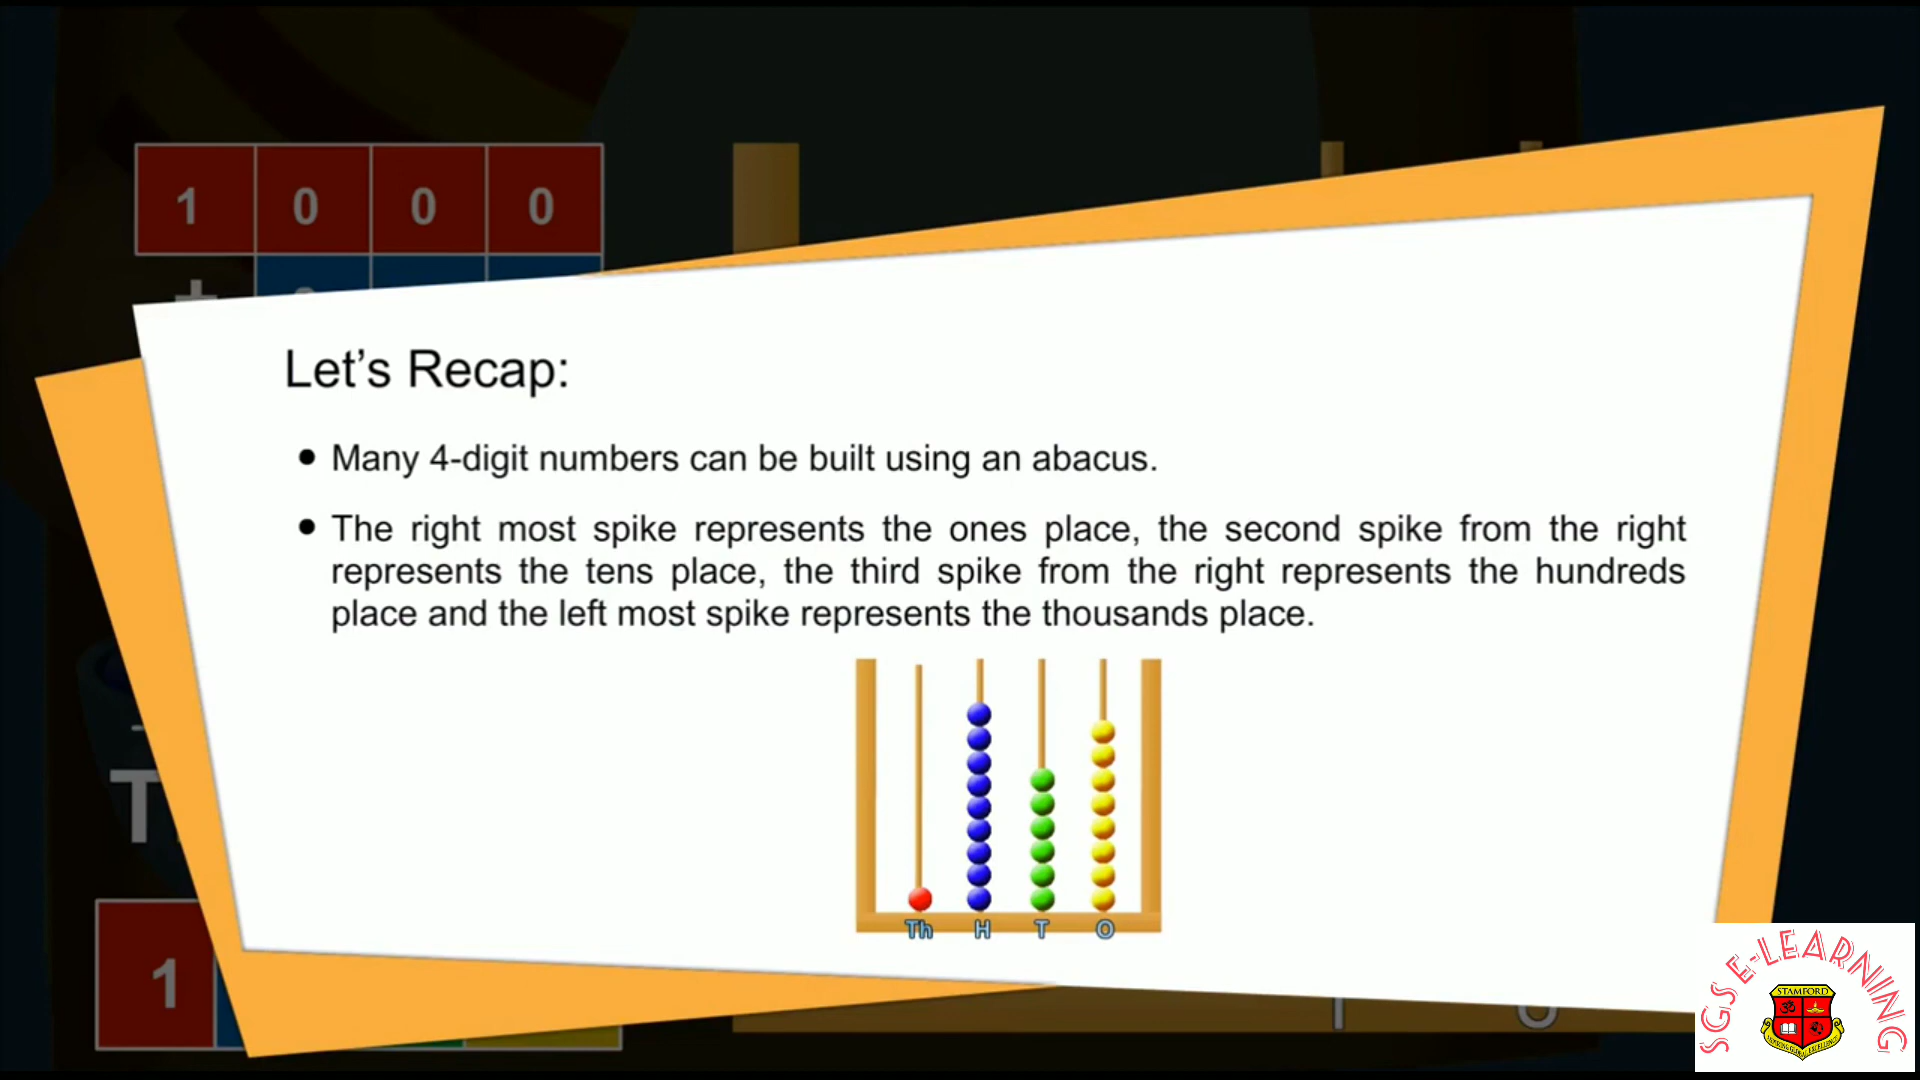 1 0 0 0
+
Let's Recap:
• Many 4-digit numbers can be built using an abacus.
• The right most spike represents the ones place, the second spike from the right
represents the tens place, the third spike from the right represents the hundreds
place and the left most spike represents the thousands place.
Th H T O
T
1
SGS E-LEARNING
STAMFORD